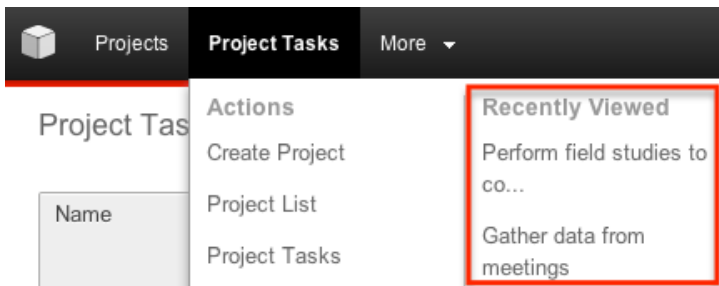 Projects Project Tasks More
Project Tas
Name
Actions
Create Project
Project List
Project Tasks
Recently Viewed
Perform field studies to
co...
Gather data from
meetings